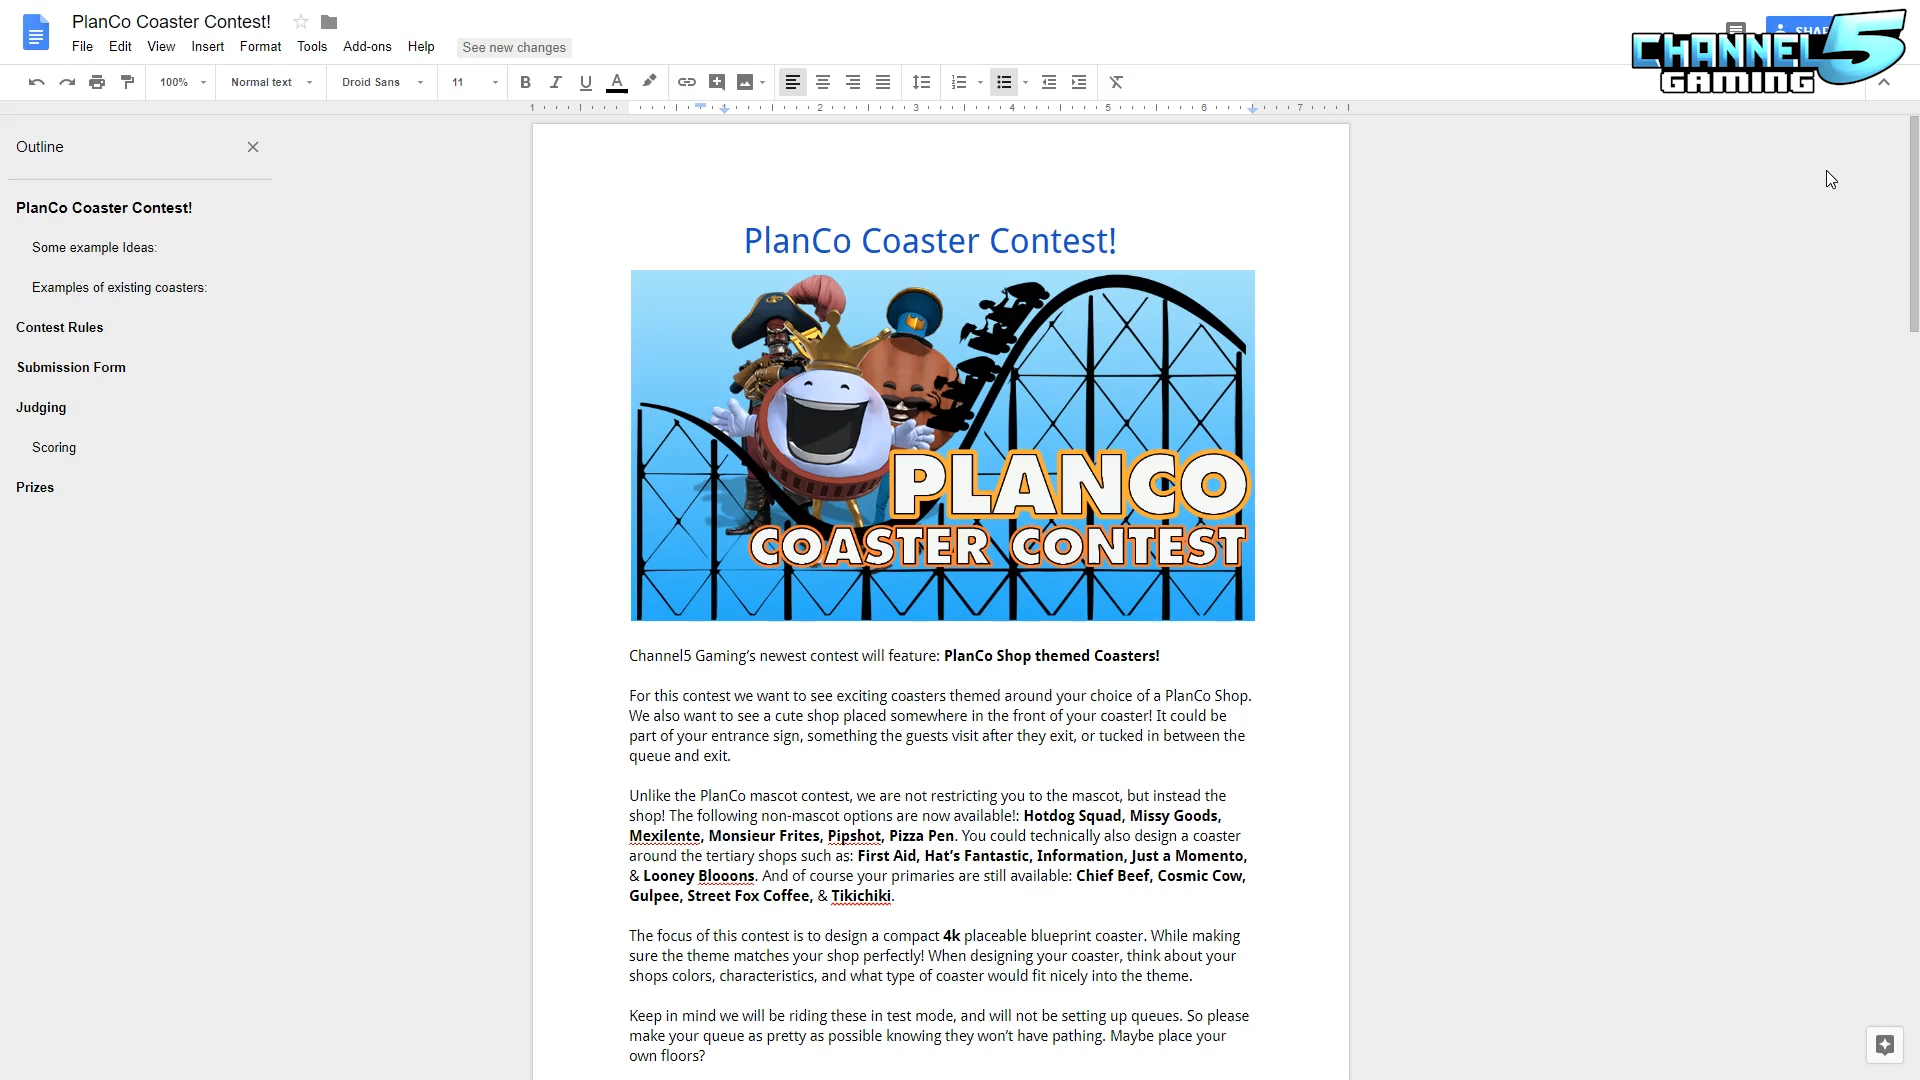 PlanCo Coaster Contest!
File Edit View Insert Format Tools Add-ons Help See new changes
CHANNEL 5
GAMING
100% Normal text Droid Sans 11 B I U A
1 1 2 3 4 5 6 7
Outline
PlanCo Coaster Contest!
Some example Ideas:
Examples of existing coasters:
Contest Rules
Submission Form
Judging
Scoring
Prizes
PlanCo Coaster Contest!
PLANCO
COASTER CONTEST
Channel5 Gaming’s newest contest will feature: PlanCo Shop themed Coasters!
For this contest we want to see exciting coasters themed around your choice of a PlanCo Shop.
We also want to see a cute shop placed somewhere in the front of your coaster! It could be
part of your entrance sign, something the guests visit after they exit, or tucked in between the
queue and exit.
Unlike the PlanCo mascot contest, we are not restricting you to the mascot, but instead the
shop! The following non-mascot options are now available!: Hotdog Squad, Missy Goods,
Mexilente, Monsieur Frites, Pipshot, Pizza Pen. You could technically also design a coaster
around the tertiary shops such as: First Aid, Hat’s Fantastic, Information, Just a Momento,
& Looney Blooons. And of course your primaries are still available: Chief Beef, Cosmic Cow,
Gulpee, Street Fox Coffee, & Tikichiki.
The focus of this contest is to design a compact 4k placeable blueprint coaster. While making
sure the theme matches your shop perfectly! When designing your coaster, think about your
shops colors, characteristics, and what type of coaster would fit nicely into the theme.
Keep in mind we will be riding these in test mode, and will not be setting up queues. So please
make your queue as pretty as possible knowing they won’t have pathing. Maybe place your
own floors?